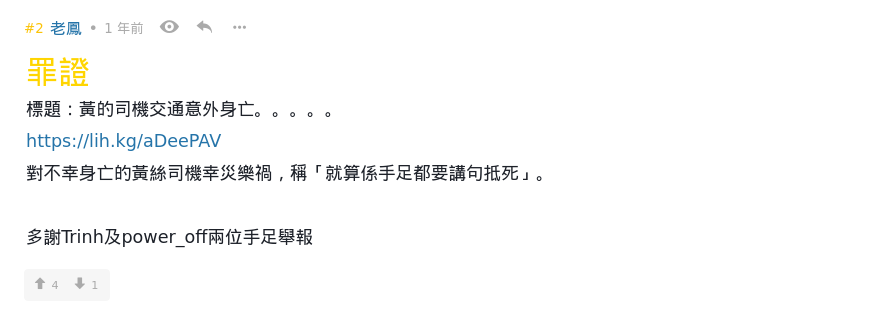 #2 老鳳 • 1 年前
罪證
標題：黃的司機交通意外身亡。。。。。
https://lih.kg/aDeePAV
對不幸身亡的黃絲司機幸災樂禍，稱「就算係手足都要講句抵死」。
多謝Trinh及power_off兩位手足舉報
4 1